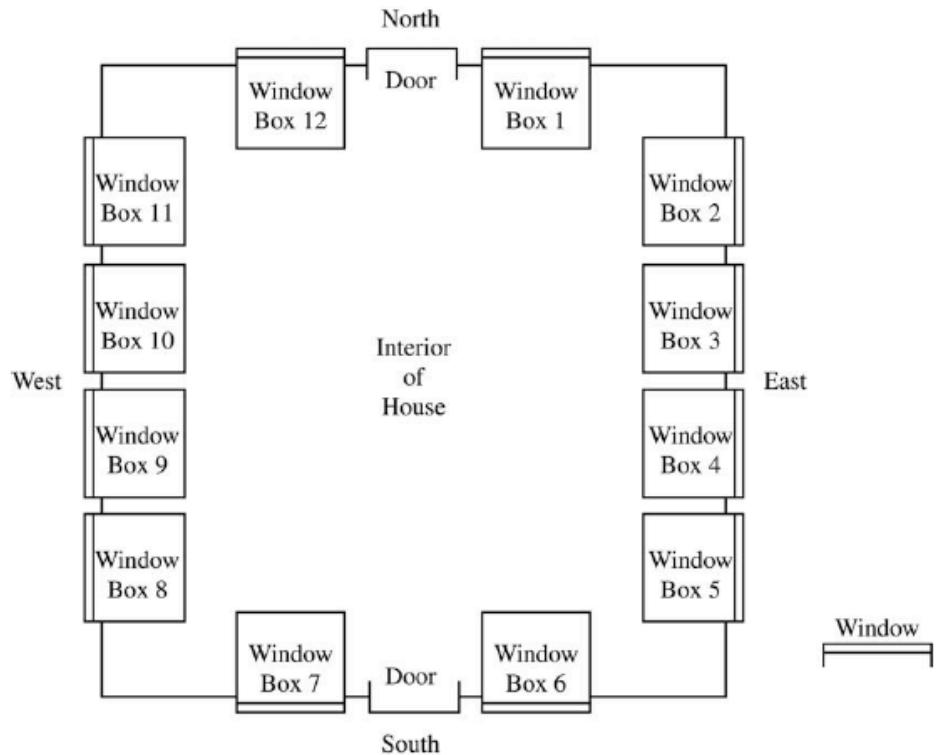 North
Door
Window
Box 12
Window
Box 1
Window
Box 11
Window
Box 2
Window
Box 10
Window
Box 3
West
Interior
of
House
East
Window
Box 9
Window
Box 4
Window
Box 8
Window
Box 5
Window
Window
Box 7
Door
Window
Box 6
South